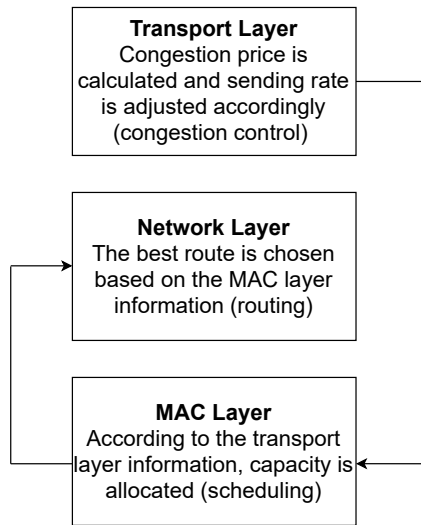 Transport Layer
Congestion price is
calculated and sending rate
is adjusted accordingly
(congestion control)
Network Layer
The best route is chosen
based on the MAC layer
information (routing)
MAC Layer
According to the transport
layer information, capacity is
allocated (scheduling)